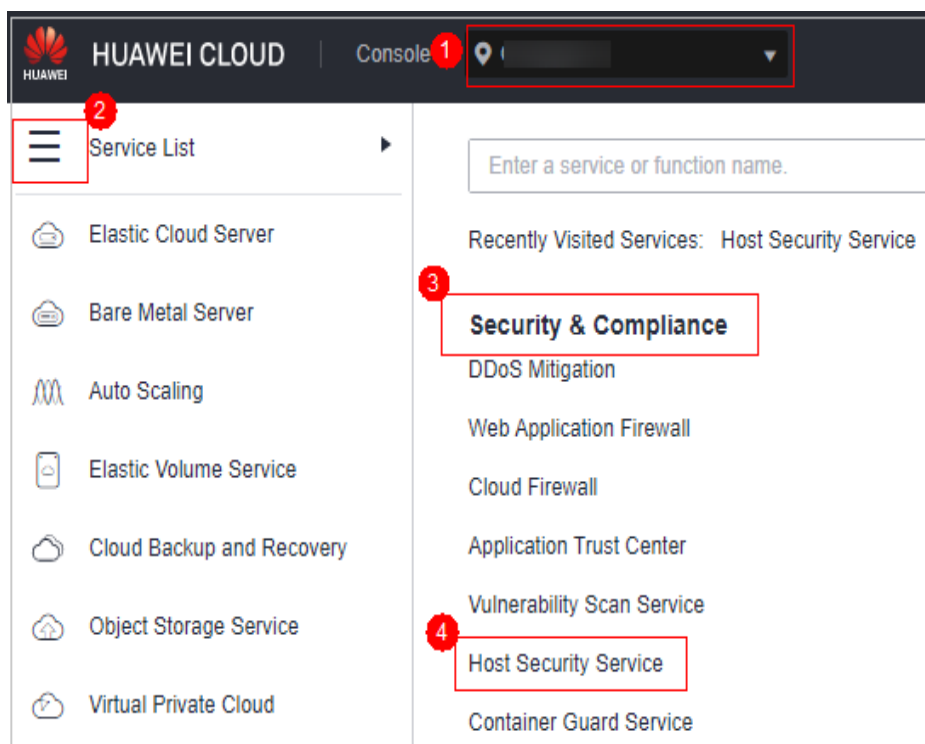 HUAWEI
HUAWEI CLOUD
Console
1
2
Service List
Enter a service or function name.
Elastic Cloud Server
Recently Visited Services: Host Security Service
3
Bare Metal Server
Security & Compliance
DDoS Mitigation
Auto Scaling
Web Application Firewall
Elastic Volume Service
Cloud Firewall
Cloud Backup and Recovery
Application Trust Center
Vulnerability Scan Service
Object Storage Service
4
Host Security Service
Virtual Private Cloud
Container Guard Service